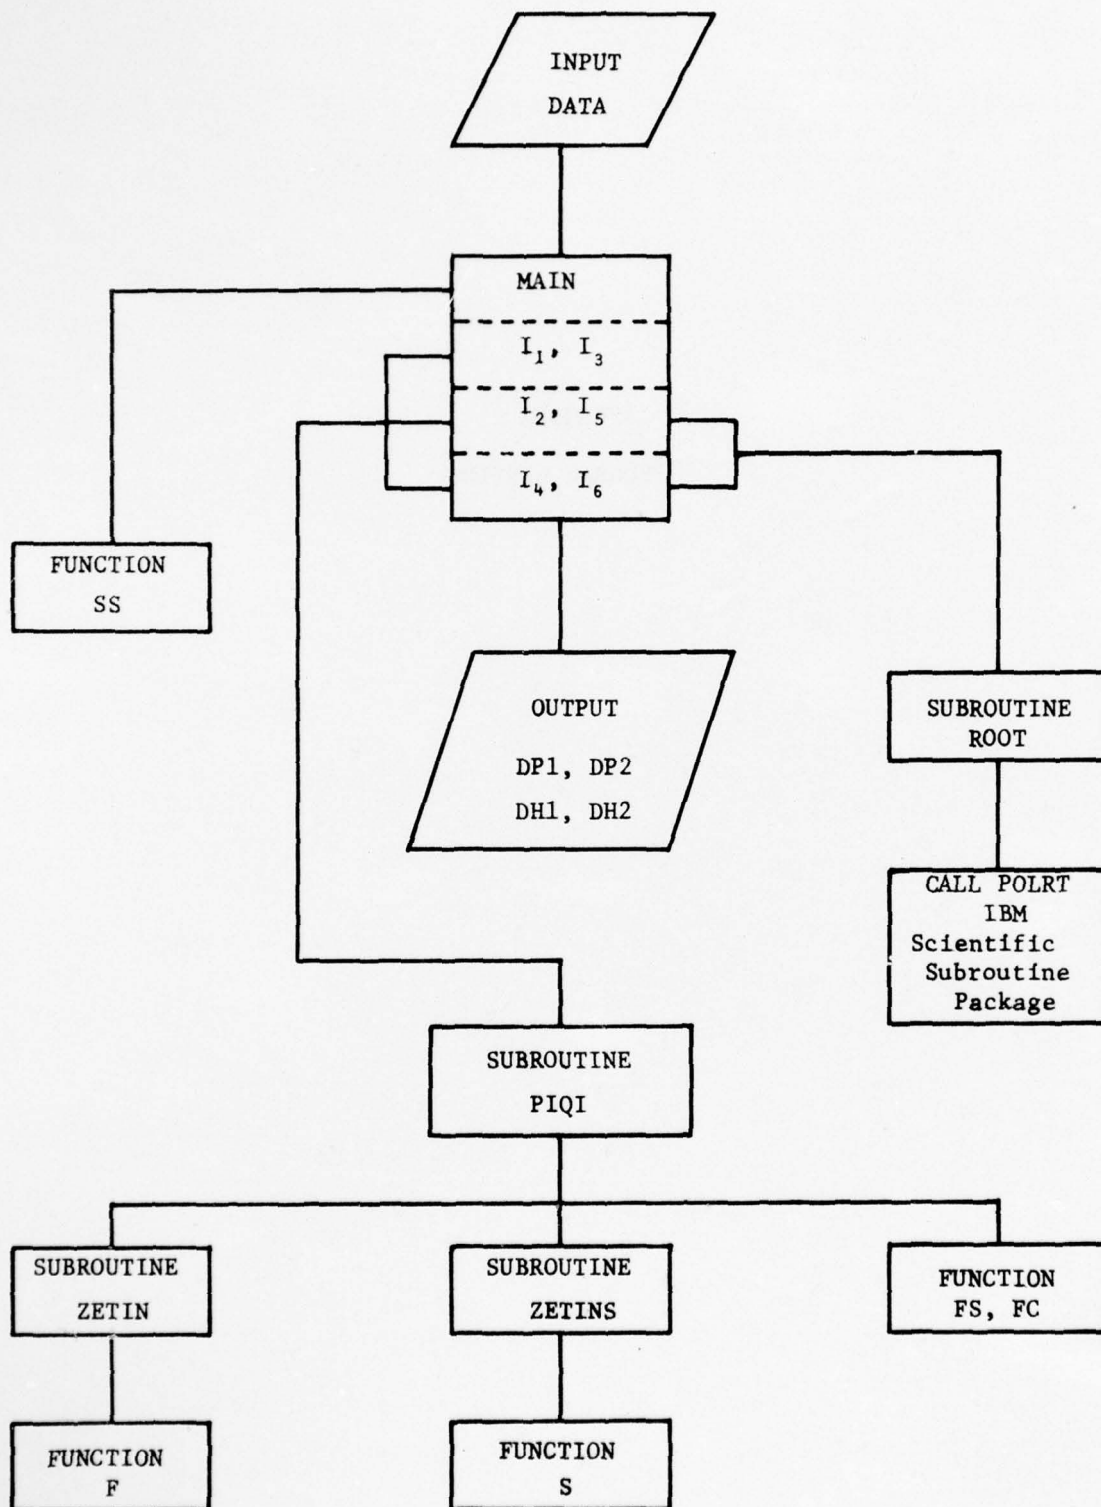 INPUT
DATA
MAIN
I₁, I₃
I₂, I₅
I₄, I₆
FUNCTION
SS
OUTPUT
DP1, DP2
DH1, DH2
SUBROUTINE
ROOT
CALL POLRT
IBM
Scientific
Subroutine
Package
SUBROUTINE
PIQI
SUBROUTINE
ZETIN
SUBROUTINE
ZETINS
FUNCTION
FS, FC
FUNCTION
F
FUNCTION
S